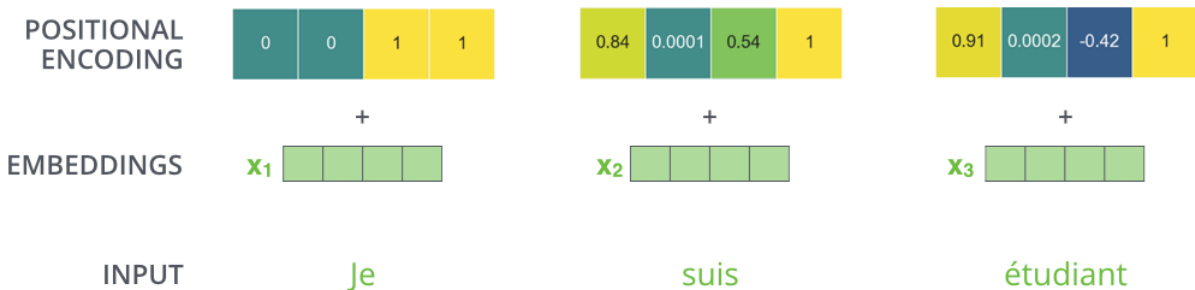 POSITIONAL
ENCODING
0 0 1 1
0.84 0.0001 0.54 1
0.91 0.0002 -0.42 1
+ + +
EMBEDDINGS x1 x2 x3
INPUT Je suis étudiant